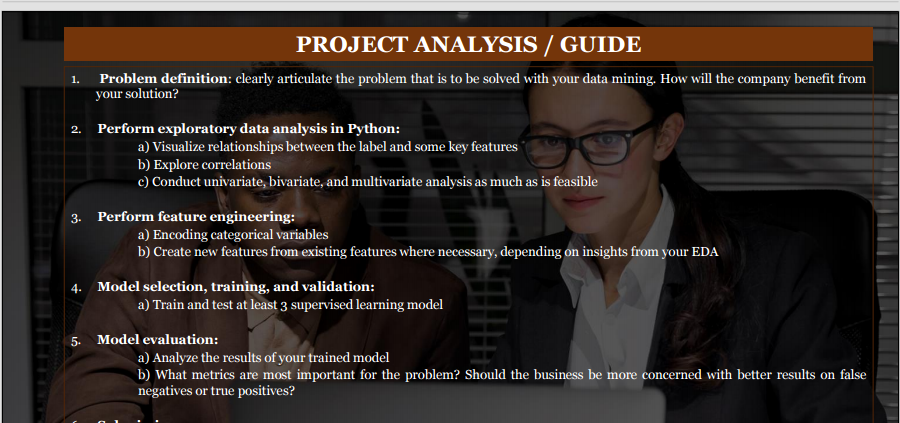 PROJECT ANALYSIS / GUIDE
1. Problem definition: clearly articulate the problem that is to be solved with your data mining. How will the company benefit from
your solution?
2. Perform exploratory data analysis in Python:
a) Visualize relationships between the label and some key features
b) Explore correlations
c) Conduct univariate, bivariate, and multivariate analysis as much as is feasible
3. Perform feature engineering:
a) Encoding categorical variables
b) Create new features from existing features where necessary, depending on insights from your EDA
4. Model selection, training, and validation:
a) Train and test at least 3 supervised learning model
5. Model evaluation:
a) Analyze the results of your trained model
b) What metrics are most important for the problem? Should the business be more concerned with better results on false
negatives or true positives?